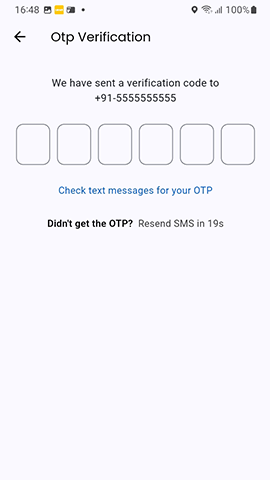 16:48 100%
Otp Verification
We have sent a verification code to
+91-5555555555
Check text messages for your OTP
Didn't get the OTP? Resend SMS in 19s